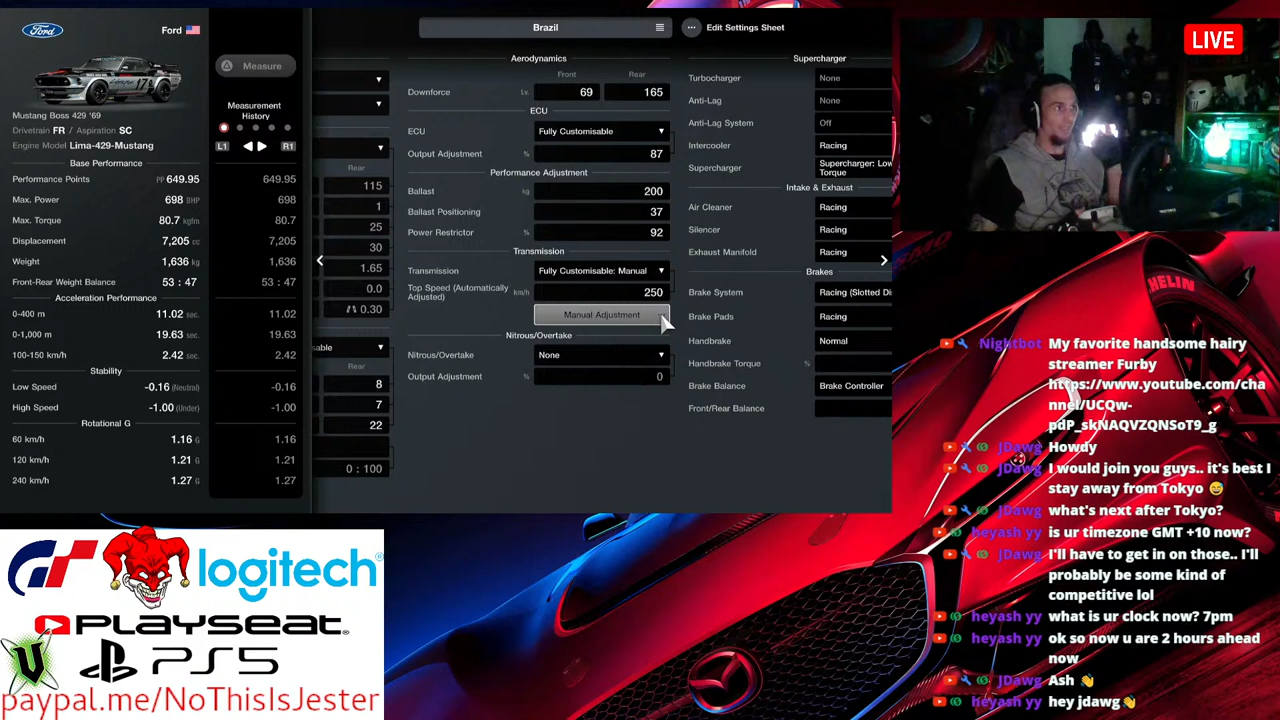 Ford
Ford
Measure
Mustang Boss 429 '69
Drivetrain FR / Aspiration SC
Engine Model Lima-429-Mustang
Measurement
History
L1
R1
Base Performance
Performance Points PP 649.95 649.95
Max. Power 698 BHP 698
Max. Torque 80.7 kgfm 80.7
Displacement 7,205 cc 7,205
Weight 1,636 kg 1,636
Front-Rear Weight Balance 53 : 47 53 : 47
Acceleration Performance
0-400 m 11.02 sec. 11.02
0-1,000 m 19.63 sec. 19.63
100-150 km/h 2.42 sec. 2.42
Stability
Low Speed -0.16 (Neutral) -0.16
High Speed -1.00 (Under) -1.00
Rotational G
60 km/h 1.16 G 1.16
120 km/h 1.21 G 1.21
240 km/h 1.27 G 1.27
Rear
115
1
25
30
1.65
0.0
0.30
sable
Rear
8
7
22
0 : 100
Brazil
Edit Settings Sheet
Aerodynamics
Front Rear
Downforce Lv. 69 165
ECU
ECU Fully Customisable
Output Adjustment % 87
Performance Adjustment
Ballast kg 200
Ballast Positioning 37
Power Restrictor % 92
Transmission
Transmission Fully Customisable: Manual
Top Speed (Automatically
Adjusted) km/h 250
Manual Adjustment
Nitrous/Overtake
Nitrous/Overtake None
Output Adjustment % 0
Supercharger
Turbocharger None
Anti-Lag None
Anti-Lag System Off
Intercooler Racing
Supercharger Supercharger: Low
Torque
Intake & Exhaust
Air Cleaner Racing
Silencer Racing
Exhaust Manifold Racing
Brakes
Brake System Racing (Slotted Di
Brake Pads Racing
Handbrake Normal
Handbrake Torque %
Brake Balance Brake Controller
Front/Rear Balance
LIVE
HELIN
Nightbot My favorite handsome hairy
streamer Furby
https://www.youtube.com/cha
nnel/UCQw-
pdP_skNAQVZQNSoT9_g
JDawg Howdy
JDawg I would join you guys.. it's best I
stay away from Tokyo 😅
JDawg what's next after Tokyo?
heyash yy is ur timezone GMT +10 now?
JDawg I'll have to get in on those.. I'll
probably be some kind of
competitive lol
heyash yy what is ur clock now? 7pm
heyash yy ok so now u are 2 hours ahead
now
JDawg Ash 👋
heyash yy hey jdawg👋
logitech
PLAYSEAT
PS5
paypal.me/NoThisIsJester